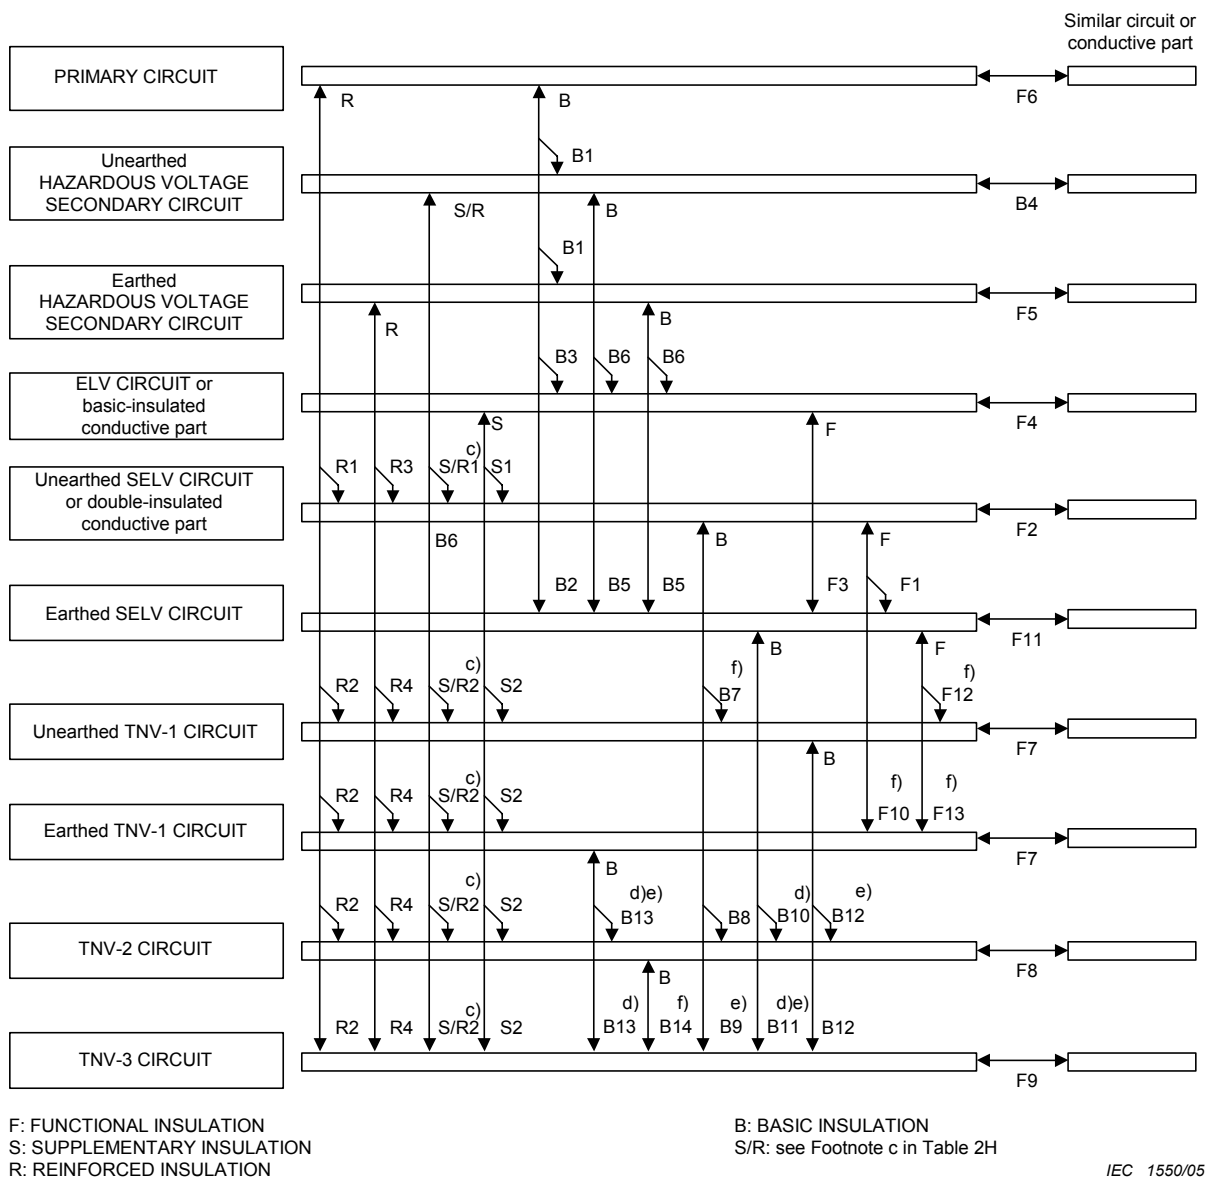 Similar circuit or
conductive part
PRIMARY CIRCUIT
R
B
F6
B1
Unearthed
HAZARDOUS VOLTAGE
SECONDARY CIRCUIT
S/R
B
B4
B1
Earthed
HAZARDOUS VOLTAGE
SECONDARY CIRCUIT
R
B
F5
B3
B6
B6
ELV CIRCUIT or
basic-insulated
conductive part
S
F
F4
c)
R1
R3
S/R1
S1
Unearthed SELV CIRCUIT
or double-insulated
conductive part
B6
B
F
F2
B2
B5
B5
F3
F1
Earthed SELV CIRCUIT
B
F
F11
c)
f)
f)
R2
R4
S/R2
S2
B7
F12
Unearthed TNV-1 CIRCUIT
B
F7
c)
f)
f)
R2
R4
S/R2
S2
F10
F13
Earthed TNV-1 CIRCUIT
B
F7
c)
d)e)
d)
e)
R2
R4
S/R2
S2
B13
B8
B10
B12
TNV-2 CIRCUIT
B
F8
c)
d)
f)
e)
d)e)
R2
R4
S/R2
S2
B13
B14
B9
B11
B12
TNV-3 CIRCUIT
F9
F: FUNCTIONAL INSULATION
B: BASIC INSULATION
S: SUPPLEMENTARY INSULATION
S/R: see Footnote c in Table 2H
R: REINFORCED INSULATION
IEC 1550/05